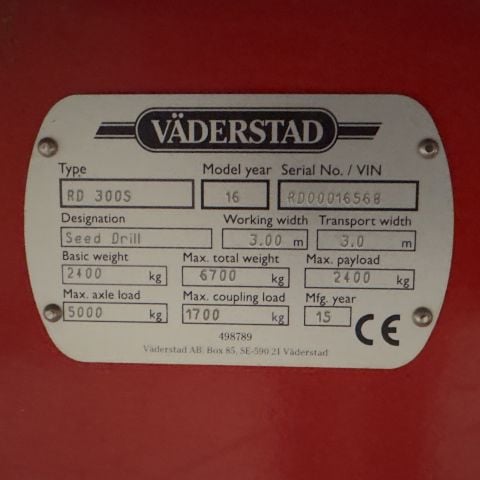 VÄDERSTAD
Type Model year Serial No. / VIN
RD 300S 16 RD00016568
Designation Working width Transport width
Seed Drill 3.00 m 3.0 m
Basic weight Max. total weight Max. payload
2400 kg 6700 kg 2400 kg
Max. axle load Max. coupling load Mfg. year
5000 kg 1700 kg 15 CE
498789
Väderstad AB, Box 85, SE-590 21 Väderstad